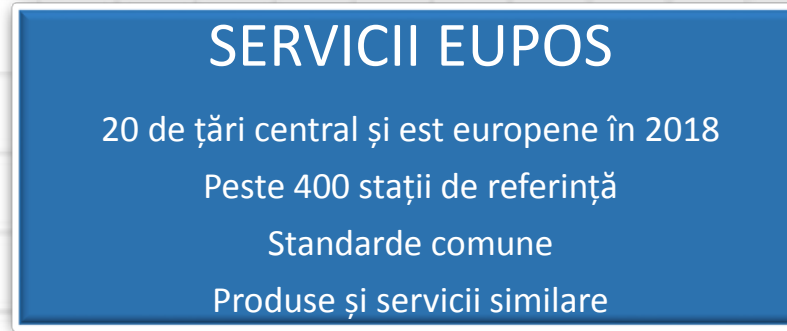 SERVICII EUPOS
20 de țări central și est europene în 2018
Peste 400 stații de referință
Standarde comune
Produse și servicii similare